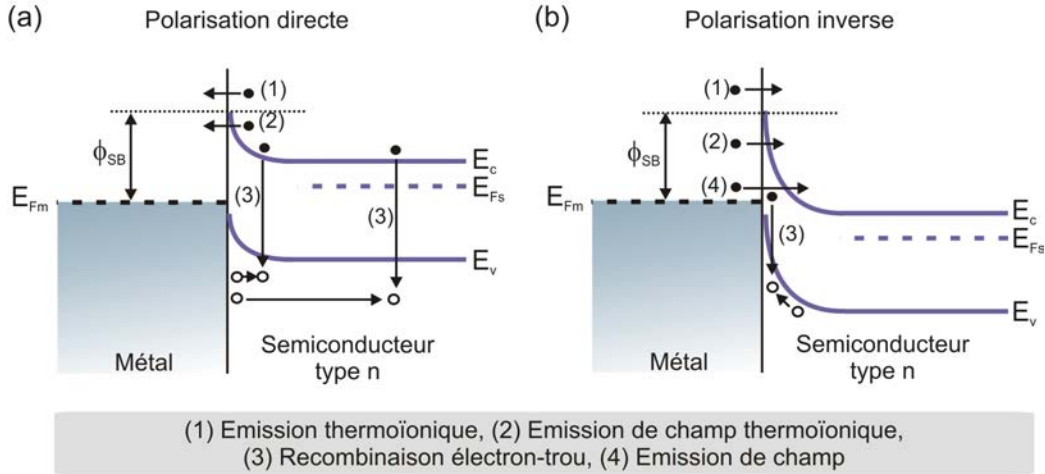 (a) Polarisation directe
(b) Polarisation inverse
(1)
(2)
ϕSB
Ec
EFs
EFm
(3)
(3)
Ev
Métal
Semiconducteur
type n
(1)
(2)
ϕSB
(4)
EFm
(3)
Ec
EFs
Ev
Métal
Semiconducteur
type n
(1) Emission thermoïonique, (2) Emission de champ thermoïonique,
(3) Recombinaison électron-trou, (4) Emission de champ